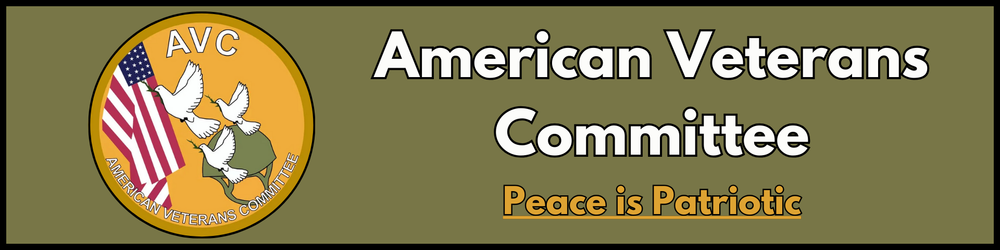 AVC
AMERICAN VETERANS COMMITTEE
American Veterans
Committee
Peace is Patriotic